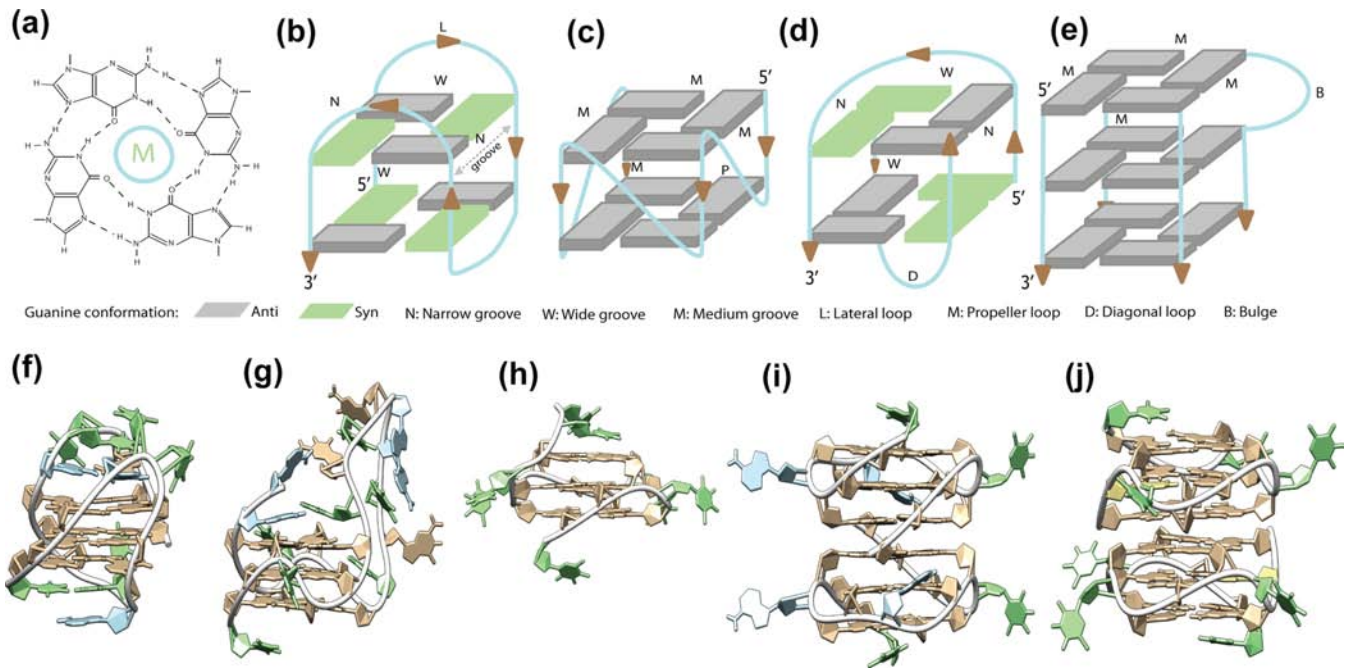 (a)
N
H
N
N
H
H
H
N
O
N
N
H
M
H
N
N
O
N
H
N
H
H
O
O
H
N
N
N
H
H
H
N
N
H
N
N
H
(b)
L
W
N
N
groove
5′
W
3′
(c)
5′
M
M
M
M
P
(d)
W
N
N
W
5′
D
3′
(e)
M
M
5′
M
M
B
3′
Guanine conformation: Anti Syn N: Narrow groove W: Wide groove M: Medium groove L: Lateral loop M: Propeller loop D: Diagonal loop B: Bulge
(f)
(g)
(h)
(i)
(j)